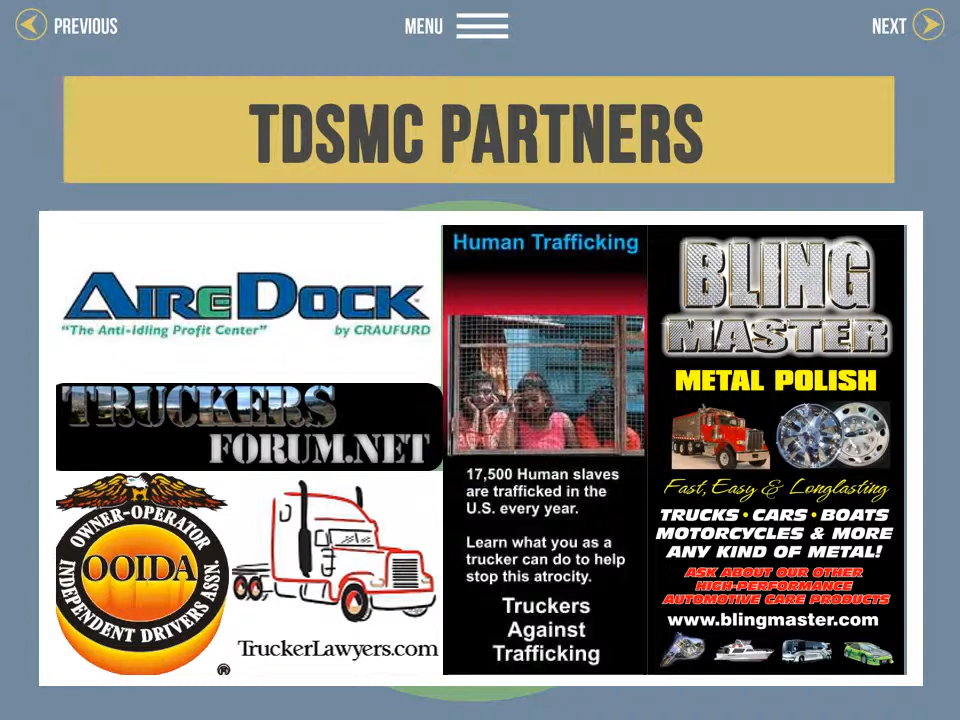 PREVIOUS
MENU
NEXT
TDSMC PARTNERS
AIREDOCK™
"The Anti-Idling Profit Center" by CRAUFURD
TRUCKERS
FORUM.NET
OWNER-OPERATOR
OOIDA
INDEPENDENT DRIVERS ASSN.
®
TruckerLawyers.com
Human Trafficking
17,500 Human slaves
are trafficked in the
U.S. every year.
Learn what you as a
trucker can do to help
stop this atrocity.
Truckers
Against
Trafficking
BLING
MASTER
METAL POLISH
Fast, Easy & Longlasting
TRUCKS • CARS • BOATS
MOTORCYCLES & MORE
ANY KIND OF METAL!
ASK ABOUT OUR OTHER
HIGH-PERFORMANCE
AUTOMOTIVE CARE PRODUCTS
www.blingmaster.com